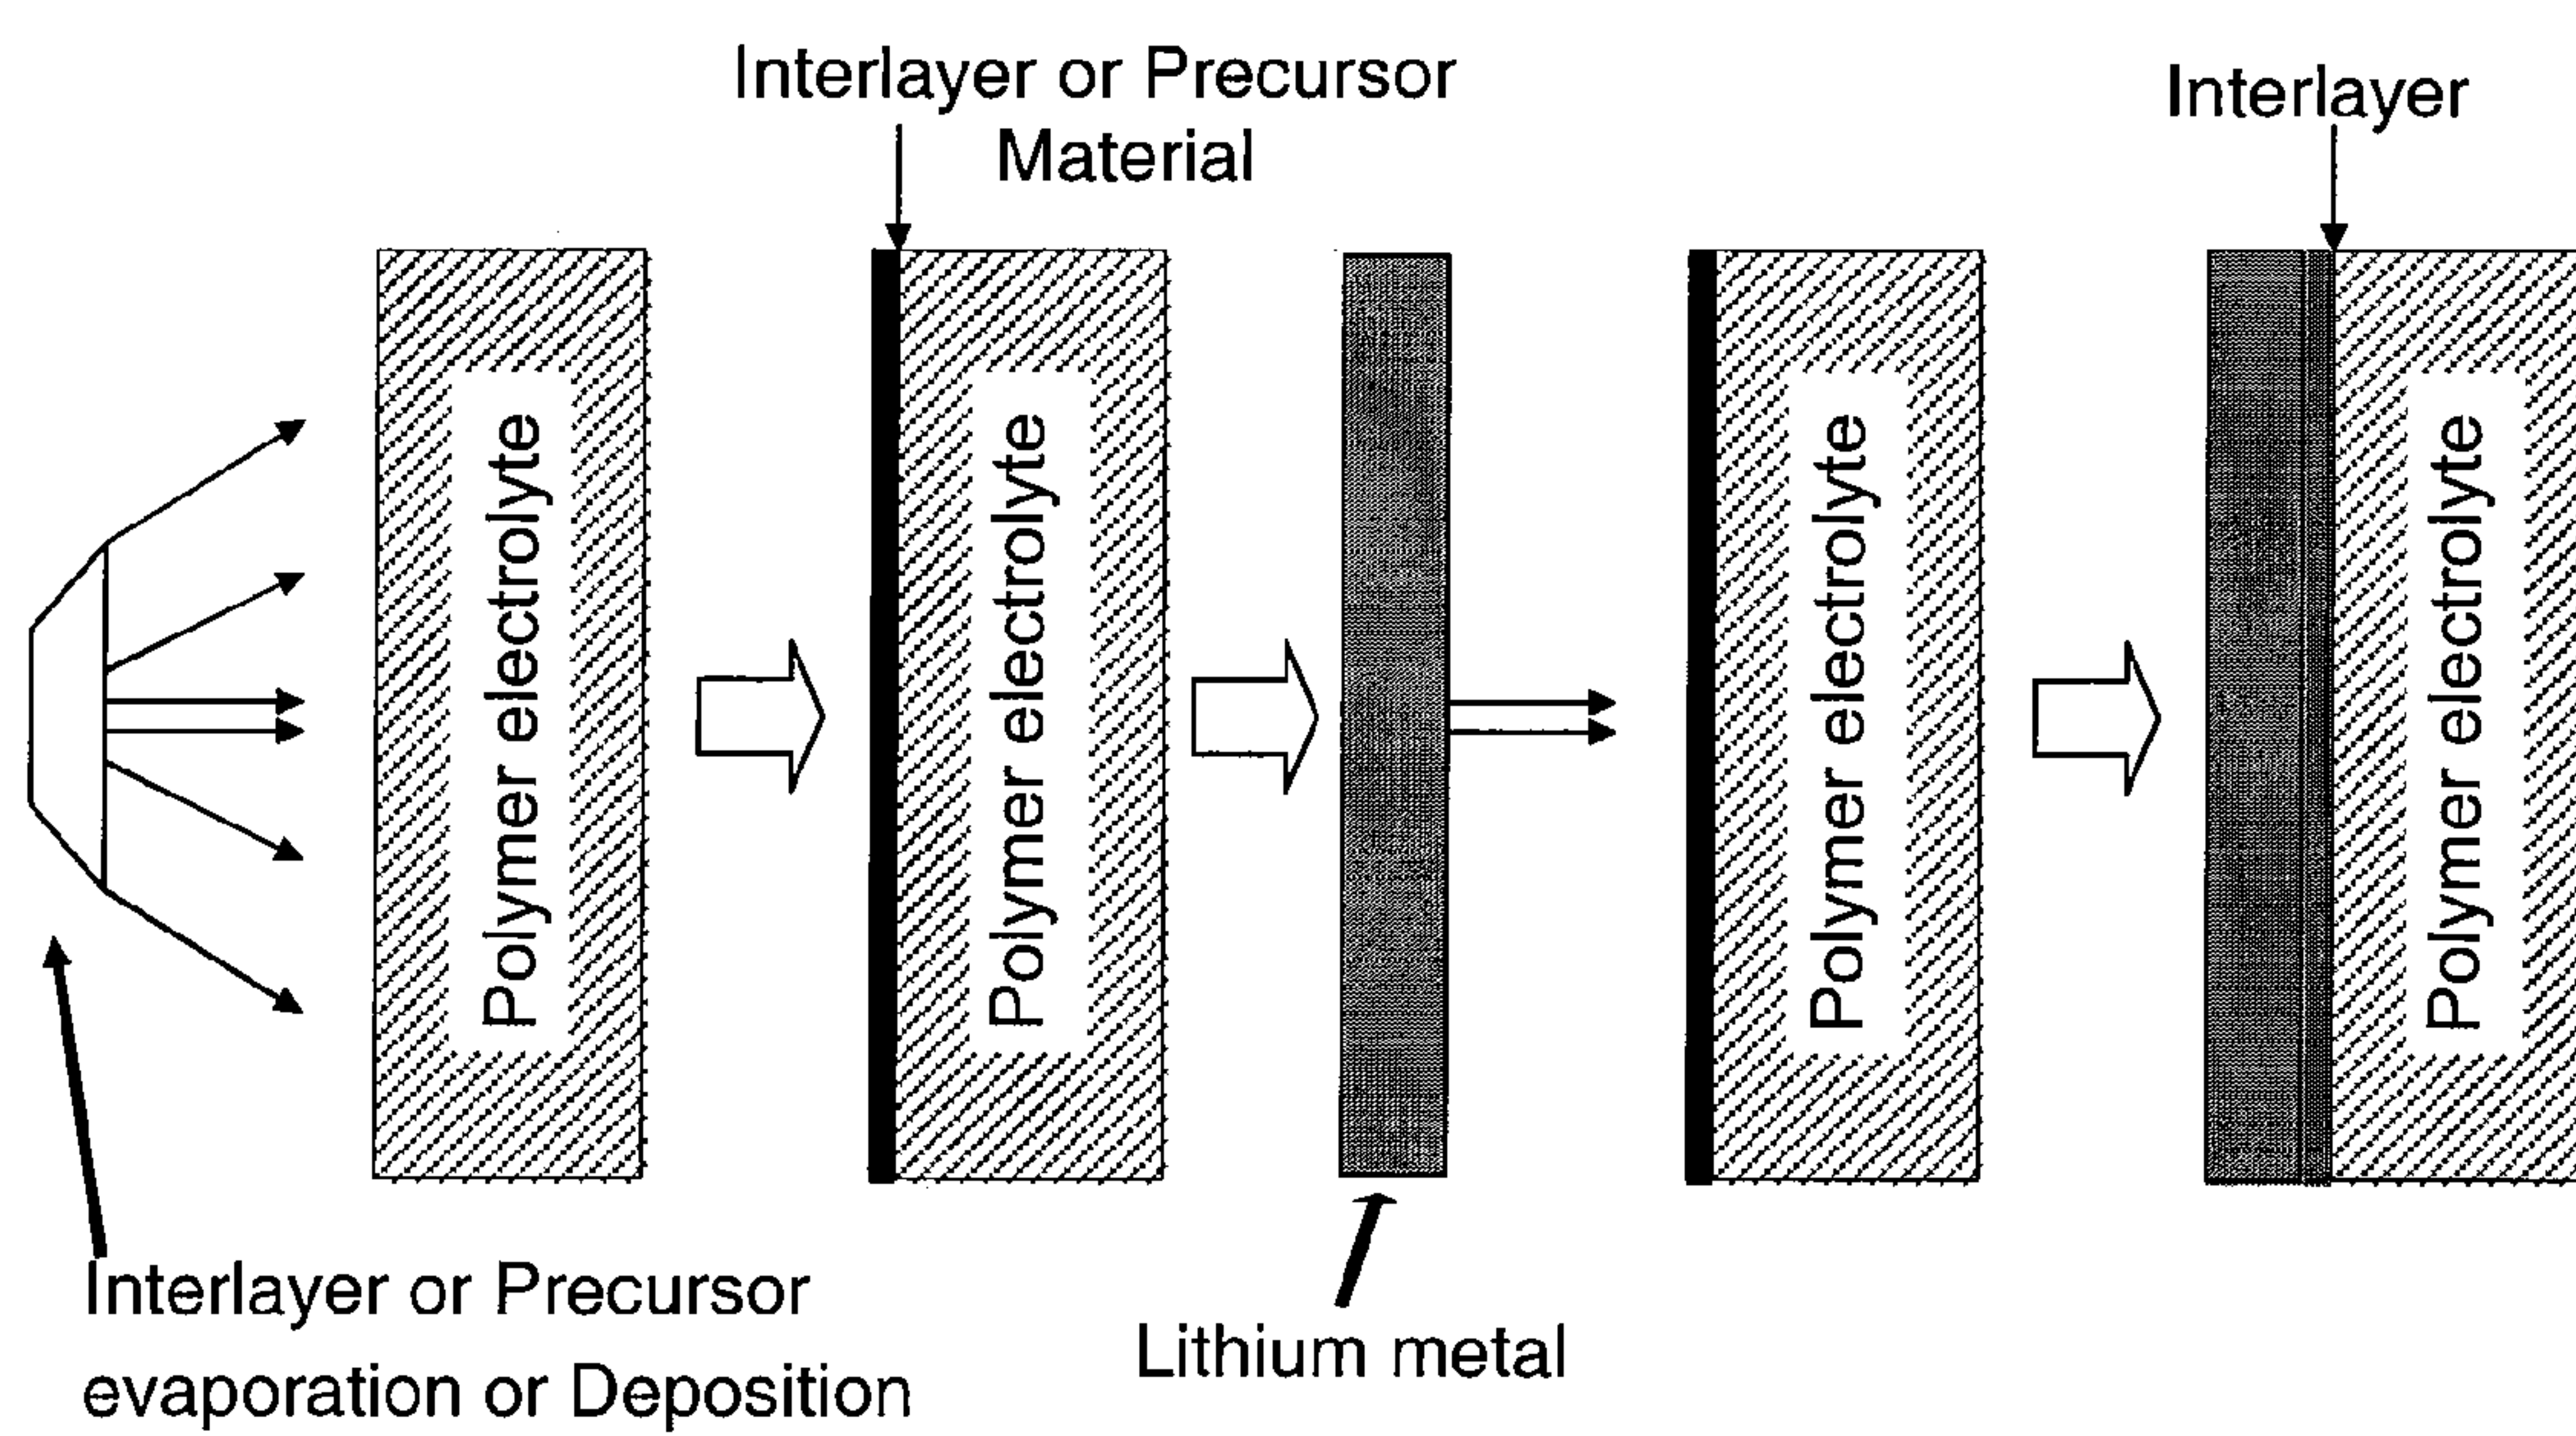 Interlayer or Precursor
Material
Interlayer
Polymer electrolyte
Polymer electrolyte
Polymer electrolyte
Polymer electrolyte
Interlayer or Precursor
evaporation or Deposition
Lithium metal